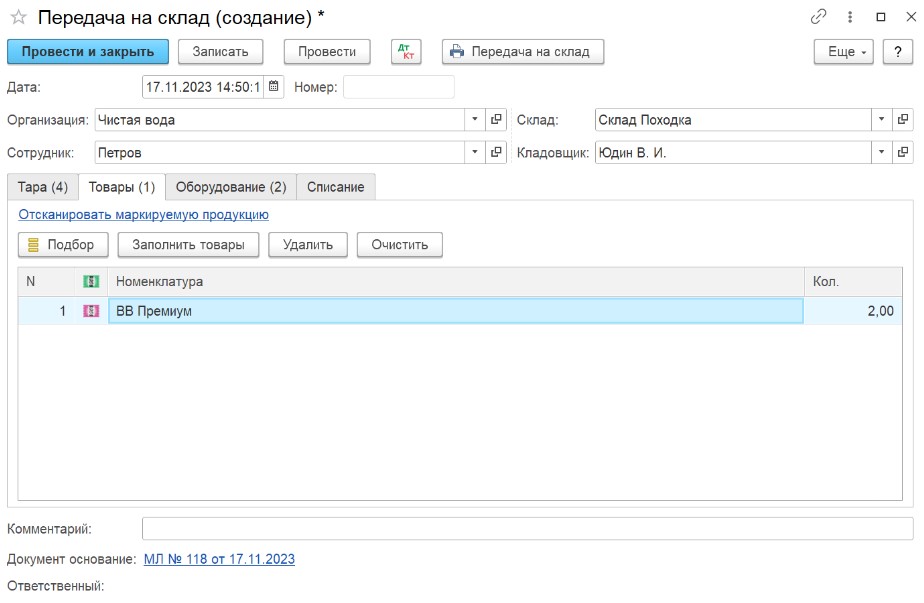 Передача на склад (создание) *
Провести и закрыть Записать Провести Дт Кт Передача на склад Еще ?
Дата: 17.11.2023 14:50:1 Номер:
Организация: Чистая вода Склад: Склад Походка
Сотрудник: Петров Кладовщик: Юдин В. И.
Тара (4) Товары (1) Оборудование (2) Списание
Отсканировать маркируемую продукцию
Подбор Заполнить товары Удалить Очистить
N Номенклатура Кол.
1 ВВ Премиум 2,00
Комментарий:
Документ основание: МЛ № 118 от 17.11.2023
Ответственный: